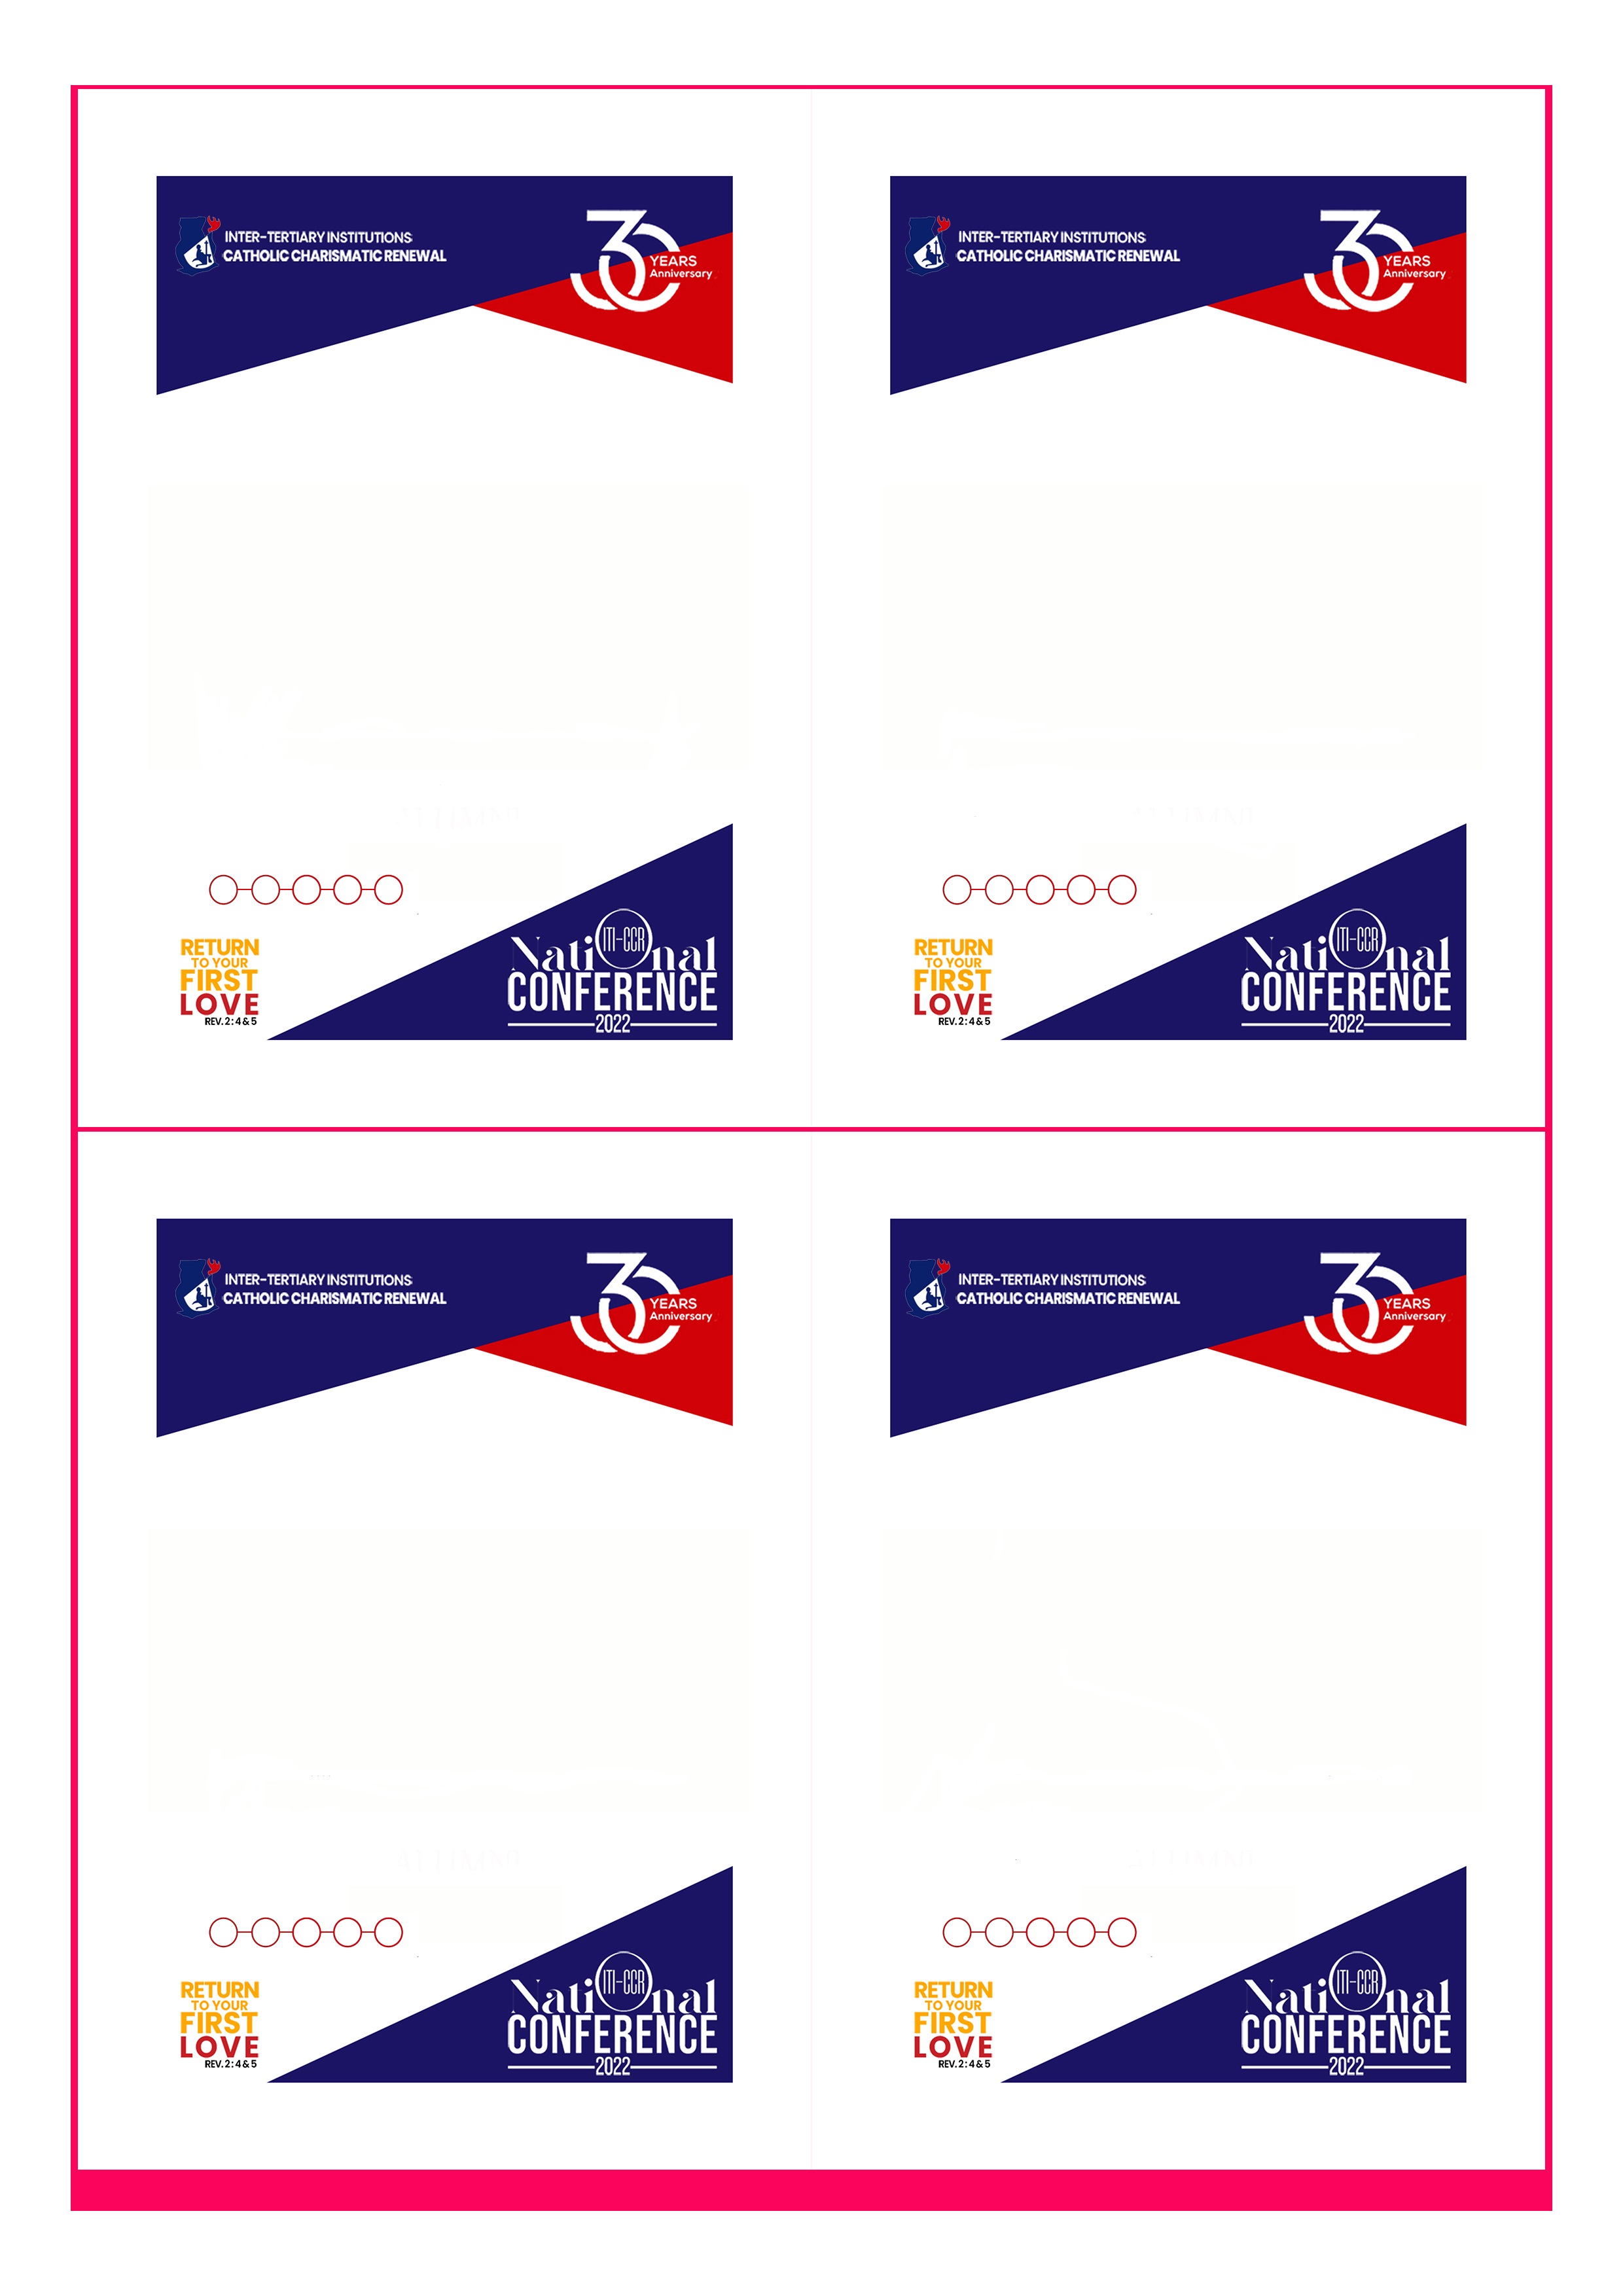 INTER-TERTIARY INSTITUTIONS
CATHOLIC CHARISMATIC RENEWAL
30 YEARS
Anniversary
RETURN
TO YOUR
FIRST
LOVE
REV. 2 : 4 & 5
ITI-CCR
National
CONFERENCE
2022
INTER-TERTIARY INSTITUTIONS
CATHOLIC CHARISMATIC RENEWAL
30 YEARS
Anniversary
RETURN
TO YOUR
FIRST
LOVE
REV. 2 : 4 & 5
ITI-CCR
National
CONFERENCE
2022
INTER-TERTIARY INSTITUTIONS
CATHOLIC CHARISMATIC RENEWAL
30 YEARS
Anniversary
RETURN
TO YOUR
FIRST
LOVE
REV. 2 : 4 & 5
ITI-CCR
National
CONFERENCE
2022
INTER-TERTIARY INSTITUTIONS
CATHOLIC CHARISMATIC RENEWAL
30 YEARS
Anniversary
RETURN
TO YOUR
FIRST
LOVE
REV. 2 : 4 & 5
ITI-CCR
National
CONFERENCE
2022